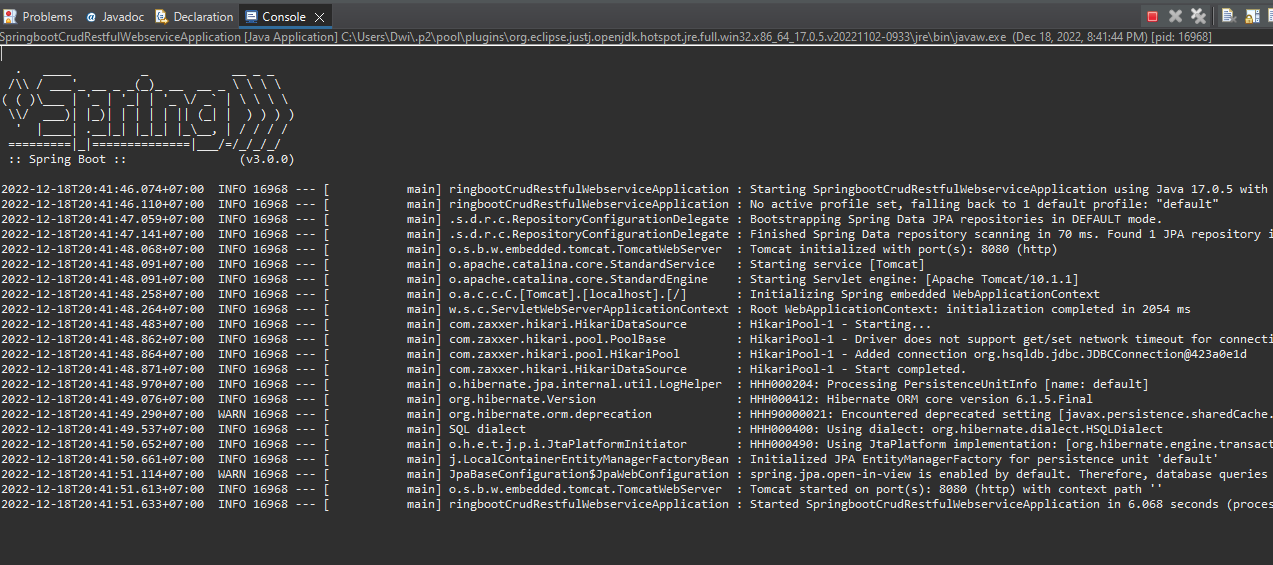 Problems Javadoc Declaration Console
SpringbootCrudRestfulWebserviceApplication [Java Application] C:\Users\Dwi\.p2\pool\plugins\org.eclipse.justj.openjdk.hotspot.jre.full.win32.x86_64_17.0.5.v20221102-0933\jre\bin\javaw.exe (Dec 18, 2022, 8:41:44 PM) [pid: 16968]
  .   ____          _            __ _ _
 /\\ / ___'_ __ _ _(_)_ __  __ _ \ \ \ \
( ( )\___ | '_ | '_| | '_ \/ _` | \ \ \ \
 \\/  ___)| |_)| | | | | || (_| |  ) ) ) )
  '  |____| .__|_| |_|_| |_\__, | / / / /
 =========|_|==============|___/=/_/_/_/
 :: Spring Boot ::                (v3.0.0)
2022-12-18T20:41:46.074+07:00  INFO 16968 --- [           main] ringbootCrudRestfulWebserviceApplication : Starting SpringbootCrudRestfulWebserviceApplication using Java 17.0.5 with
2022-12-18T20:41:46.110+07:00  INFO 16968 --- [           main] ringbootCrudRestfulWebserviceApplication : No active profile set, falling back to 1 default profile: "default"
2022-12-18T20:41:47.059+07:00  INFO 16968 --- [           main] .s.d.r.c.RepositoryConfigurationDelegate : Bootstrapping Spring Data JPA repositories in DEFAULT mode.
2022-12-18T20:41:47.141+07:00  INFO 16968 --- [           main] .s.d.r.c.RepositoryConfigurationDelegate : Finished Spring Data repository scanning in 70 ms. Found 1 JPA repository i
2022-12-18T20:41:48.068+07:00  INFO 16968 --- [           main] o.s.b.w.embedded.tomcat.TomcatWebServer  : Tomcat initialized with port(s): 8080 (http)
2022-12-18T20:41:48.091+07:00  INFO 16968 --- [           main] o.apache.catalina.core.StandardService   : Starting service [Tomcat]
2022-12-18T20:41:48.091+07:00  INFO 16968 --- [           main] o.apache.catalina.core.StandardEngine    : Starting Servlet engine: [Apache Tomcat/10.1.1]
2022-12-18T20:41:48.258+07:00  INFO 16968 --- [           main] o.a.c.c.C.[Tomcat].[localhost].[/]       : Initializing Spring embedded WebApplicationContext
2022-12-18T20:41:48.264+07:00  INFO 16968 --- [           main] w.s.c.ServletWebServerApplicationContext : Root WebApplicationContext: initialization completed in 2054 ms
2022-12-18T20:41:48.483+07:00  INFO 16968 --- [           main] com.zaxxer.hikari.HikariDataSource       : HikariPool-1 - Starting...
2022-12-18T20:41:48.862+07:00  INFO 16968 --- [           main] com.zaxxer.hikari.pool.PoolBase          : HikariPool-1 - Driver does not support get/set network timeout for connecti
2022-12-18T20:41:48.864+07:00  INFO 16968 --- [           main] com.zaxxer.hikari.pool.HikariPool        : HikariPool-1 - Added connection org.hsqldb.jdbc.JDBCConnection@423a0e1d
2022-12-18T20:41:48.871+07:00  INFO 16968 --- [           main] com.zaxxer.hikari.HikariDataSource       : HikariPool-1 - Start completed.
2022-12-18T20:41:48.970+07:00  INFO 16968 --- [           main] o.hibernate.jpa.internal.util.LogHelper  : HHH000204: Processing PersistenceUnitInfo [name: default]
2022-12-18T20:41:49.076+07:00  INFO 16968 --- [           main] org.hibernate.Version                    : HHH000412: Hibernate ORM core version 6.1.5.Final
2022-12-18T20:41:49.290+07:00  WARN 16968 --- [           main] org.hibernate.orm.deprecation            : HHH90000021: Encountered deprecated setting [javax.persistence.sharedCache.
2022-12-18T20:41:49.537+07:00  INFO 16968 --- [           main] SQL dialect                              : HHH000400: Using dialect: org.hibernate.dialect.HSQLDialect
2022-12-18T20:41:50.652+07:00  INFO 16968 --- [           main] o.h.e.t.j.p.i.JtaPlatformInitiator       : HHH000490: Using JtaPlatform implementation: [org.hibernate.engine.transact
2022-12-18T20:41:50.661+07:00  INFO 16968 --- [           main] j.LocalContainerEntityManagerFactoryBean : Initialized JPA EntityManagerFactory for persistence unit 'default'
2022-12-18T20:41:51.114+07:00  WARN 16968 --- [           main] JpaBaseConfiguration$JpaWebConfiguration : spring.jpa.open-in-view is enabled by default. Therefore, database queries
2022-12-18T20:41:51.613+07:00  INFO 16968 --- [           main] o.s.b.w.embedded.tomcat.TomcatWebServer  : Tomcat started on port(s): 8080 (http) with context path ''
2022-12-18T20:41:51.633+07:00  INFO 16968 --- [           main] ringbootCrudRestfulWebserviceApplication : Started SpringbootCrudRestfulWebserviceApplication in 6.068 seconds (proces